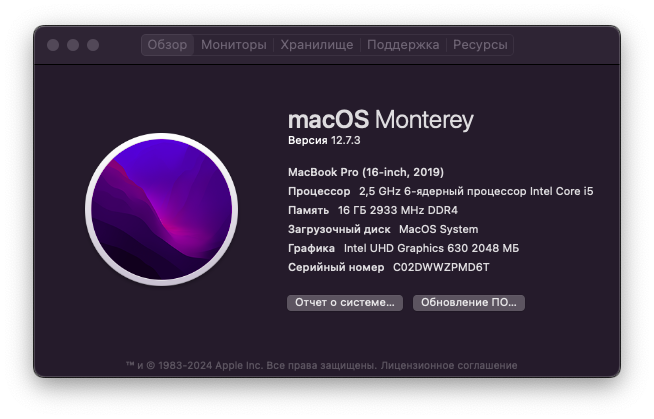 Обзор Мониторы Хранилище Поддержка Ресурсы
macOS Monterey
Версия 12.7.3
MacBook Pro (16-inch, 2019)
Процессор 2,5 GHz 6-ядерный процессор Intel Core i5
Память 16 ГБ 2933 MHz DDR4
Загрузочный диск MacOS System
Графика Intel UHD Graphics 630 2048 МБ
Серийный номер C02DWWZPMD6T
Отчет о системе... Обновление ПО...
™ и © 1983-2024 Apple Inc. Все права защищены. Лицензионное соглашение